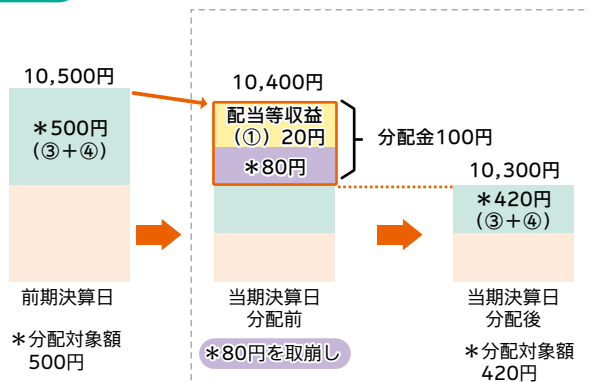 10,500円
＊500円
（③＋④）
前期決算日
＊分配対象額
500円
10,400円
配当等収益
（①）20円
＊80円
分配金100円
当期決算日
分配前
＊80円を取崩し
10,300円
＊420円
（③＋④）
当期決算日
分配後
＊分配対象額
420円